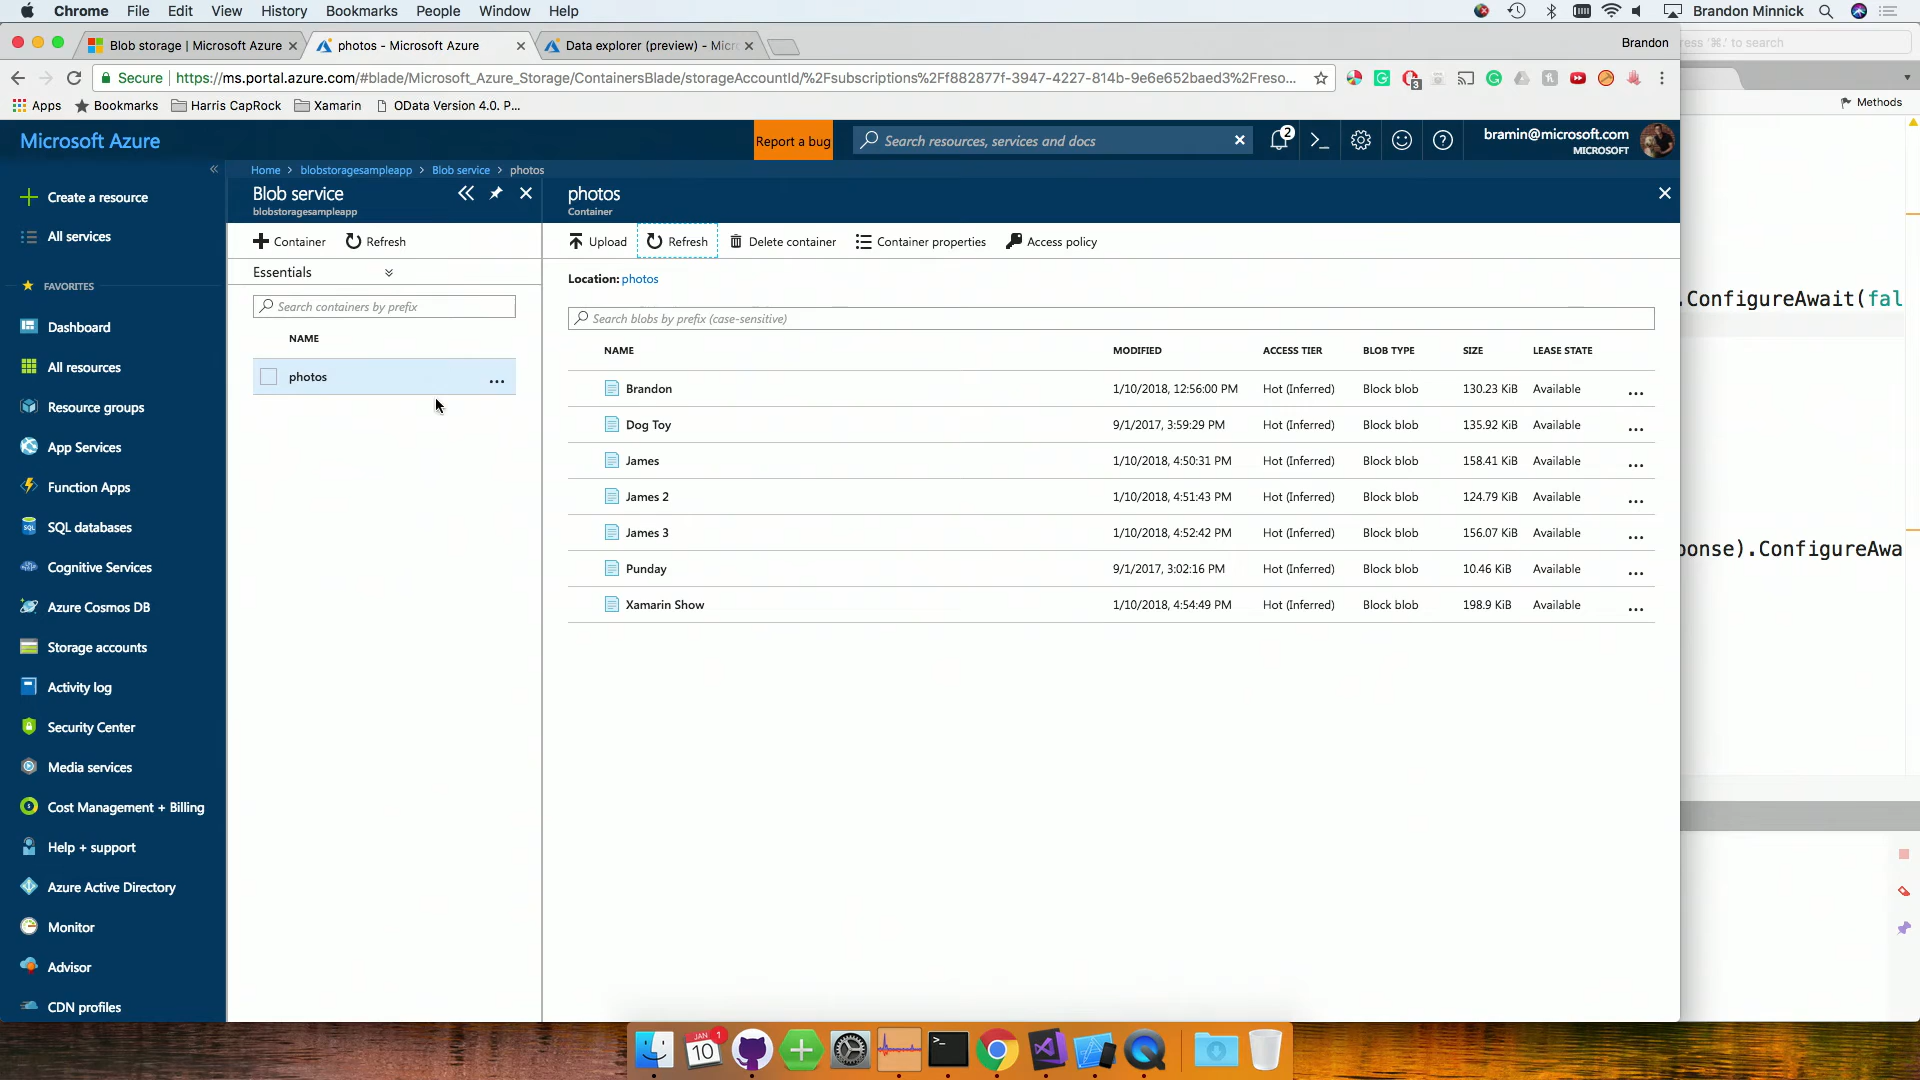 Chrome File Edit View History Bookmarks People Window Help Brandon Minnick
Blob storage | Microsoft Azure photos - Microsoft Azure Data explorer (preview) - Micr Brandon
Secure https://ms.portal.azure.com/#blade/Microsoft_Azure_Storage/ContainersBlade/storageAccountId/%2Fsubscriptions%2Ff882877f-3947-4227-814b-9e6e652baed3%2Freso... 3
Apps Bookmarks Harris CapRock Xamarin OData Version 4.0. P... Methods
Microsoft Azure Report a bug Search resources, services and docs 2 bramin@microsoft.com
MICROSOFT
Home > blobstoragesampleapp > Blob service > photos
Blob service
blobstoragesampleapp
photos
Container
Create a resource
All services
FAVORITES
Dashboard
All resources
Resource groups
App Services
Function Apps
SQL databases
Cognitive Services
Azure Cosmos DB
Storage accounts
Activity log
Security Center
Media services
Cost Management + Billing
Help + support
Azure Active Directory
Monitor
Advisor
CDN profiles
Container Refresh
Essentials
Search containers by prefix
NAME
photos ...
Upload Refresh Delete container Container properties Access policy
Location: photos
Search blobs by prefix (case-sensitive)
NAME MODIFIED ACCESS TIER BLOB TYPE SIZE LEASE STATE
Brandon 1/10/2018, 12:56:00 PM Hot (Inferred) Block blob 130.23 KiB Available ...
Dog Toy 9/1/2017, 3:59:29 PM Hot (Inferred) Block blob 135.92 KiB Available ...
James 1/10/2018, 4:50:31 PM Hot (Inferred) Block blob 158.41 KiB Available ...
James 2 1/10/2018, 4:51:43 PM Hot (Inferred) Block blob 124.79 KiB Available ...
James 3 1/10/2018, 4:52:42 PM Hot (Inferred) Block blob 156.07 KiB Available ...
Punday 9/1/2017, 3:02:16 PM Hot (Inferred) Block blob 10.46 KiB Available ...
Xamarin Show 1/10/2018, 4:54:49 PM Hot (Inferred) Block blob 198.9 KiB Available ...
.ConfigureAwait(fal
onse).ConfigureAwa
JAN 10 1